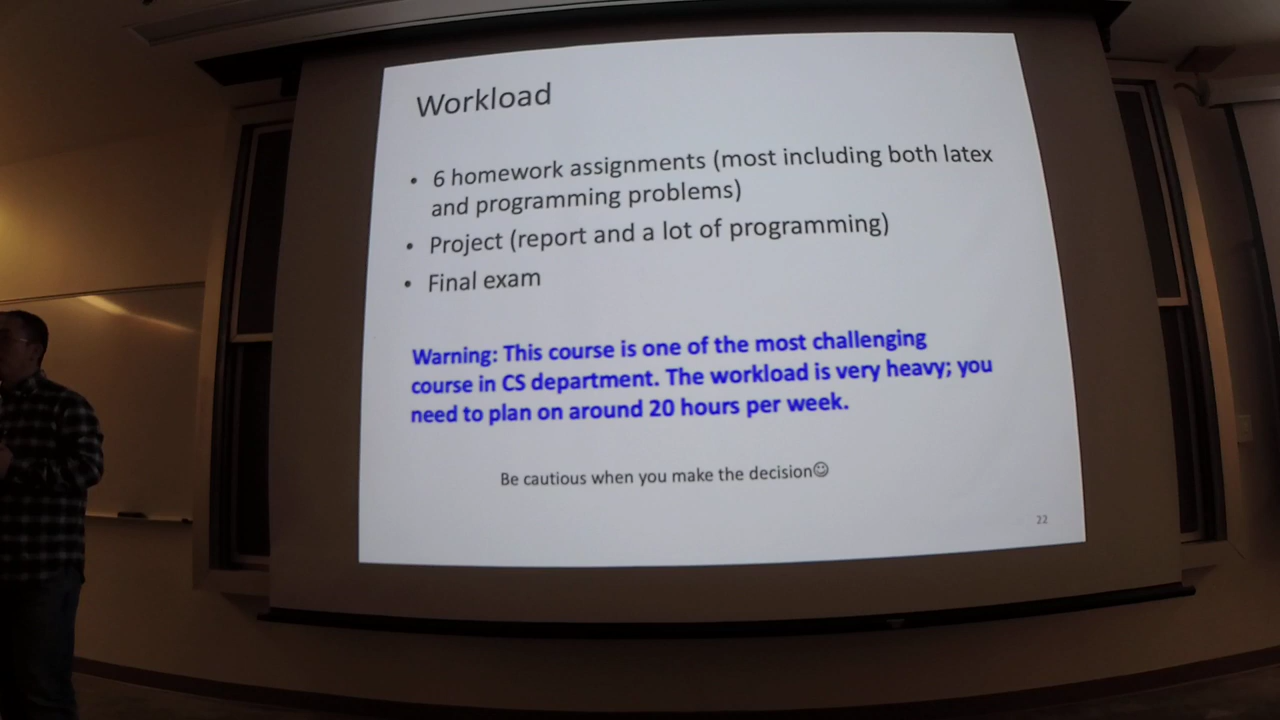 Workload
• 6 homework assignments (most including both latex
and programming problems)
• Project (report and a lot of programming)
• Final exam
Warning: This course is one of the most challenging
course in CS department. The workload is very heavy; you
need to plan on around 20 hours per week.
Be cautious when you make the decision☺
22